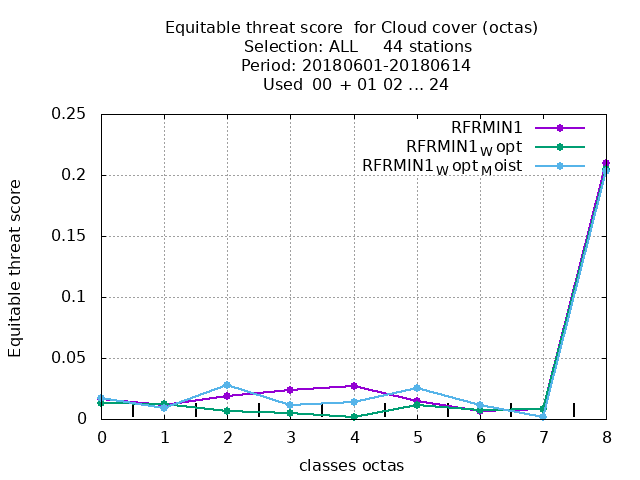 Equitable threat score  for Cloud cover (octas)
Selection: ALL     44 stations
Period: 20180601-20180614
Used  00 + 01 02 ... 24
RFRMIN1
RFRMIN1_W opt
RFRMIN1_W opt_M oist
0.25
0.2
0.15
0.1
0.05
0
Equitable threat score
0 1 2 3 4 5 6 7 8
classes octas